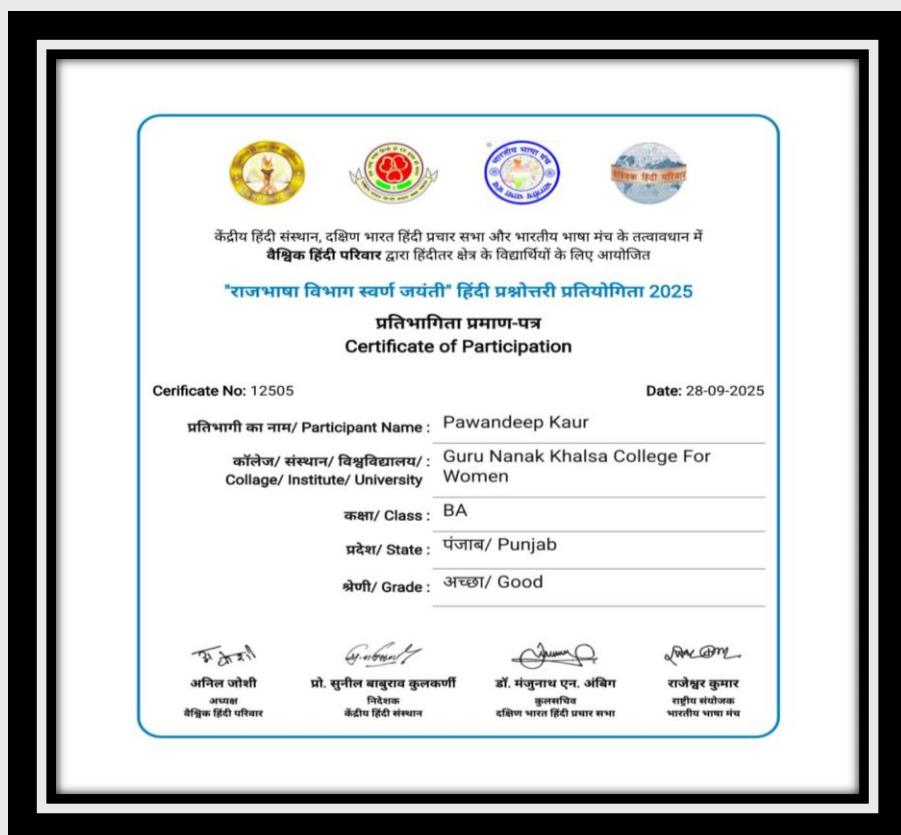 भारतीय भाषा मंच
वैश्विक हिंदी परिवार
केंद्रीय हिंदी संस्थान, दक्षिण भारत हिंदी प्रचार सभा और भारतीय भाषा मंच के तत्वावधान में
वैश्विक हिंदी परिवार द्वारा हिंदीतर क्षेत्र के विद्यार्थियों के लिए आयोजित
"राजभाषा विभाग स्वर्ण जयंती" हिंदी प्रश्नोत्तरी प्रतियोगिता 2025
प्रतिभागिता प्रमाण-पत्र
Certificate of Participation
Cerificate No: 12505 Date: 28-09-2025
प्रतिभागी का नाम/ Participant Name : Pawandeep Kaur
कॉलेज/ संस्थान/ विश्वविद्यालय/ : Guru Nanak Khalsa College For
Collage/ Institute/ University Women
कक्षा/ Class : BA
प्रदेश/ State : पंजाब/ Punjab
श्रेणी/ Grade : अच्छा/ Good
अनिल जोशी प्रो. सुनील बाबुराव कुलकर्णी डॉ. मंजुनाथ एन. अंबिग राजेश्वर कुमार
अध्यक्ष निदेशक कुलसचिव राष्ट्रीय संयोजक
वैश्विक हिंदी परिवार केंद्रीय हिंदी संस्थान दक्षिण भारत हिंदी प्रचार सभा भारतीय भाषा मंच